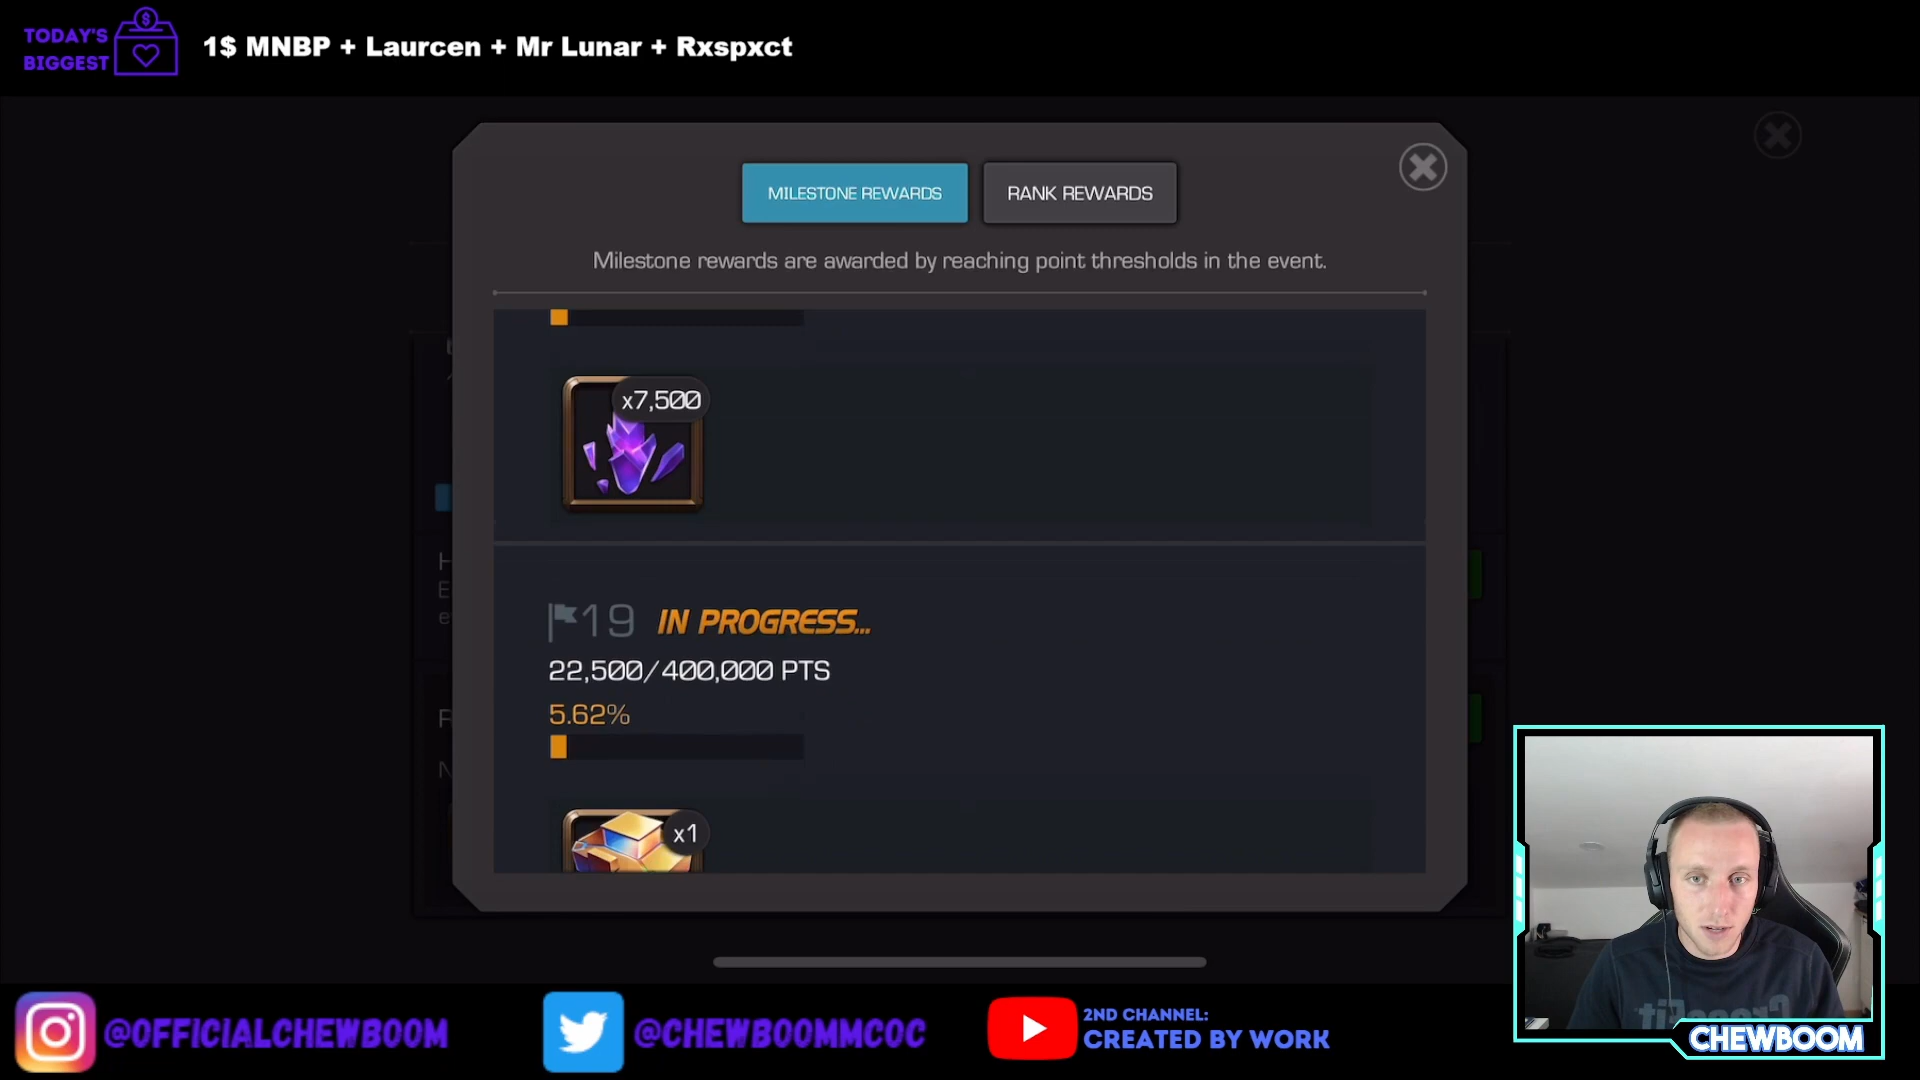 TODAY'S
BIGGEST
1$ MNBP + Laurcen + Mr Lunar + Rxspxct
MILESTONE REWARDS
RANK REWARDS
Milestone rewards are awarded by reaching point thresholds in the event.
x7,500
19 IN PROGRESS...
22,500/400,000 PTS
5.62%
x1
CHEWBOOM
@OFFICIALCHEWBOOM
@CHEWBOOMMCOC
2ND CHANNEL:
CREATED BY WORK